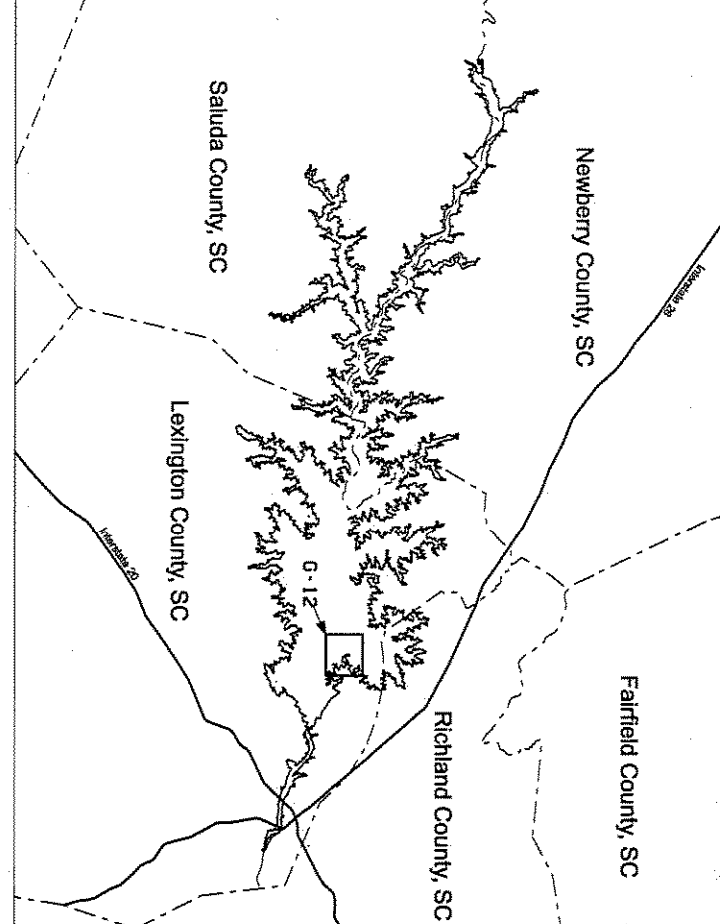 Interstate 26
Fairfield County, SC
Newberry County, SC
Richland County, SC
G-12
Saluda County, SC
Lexington County, SC
Interstate 20